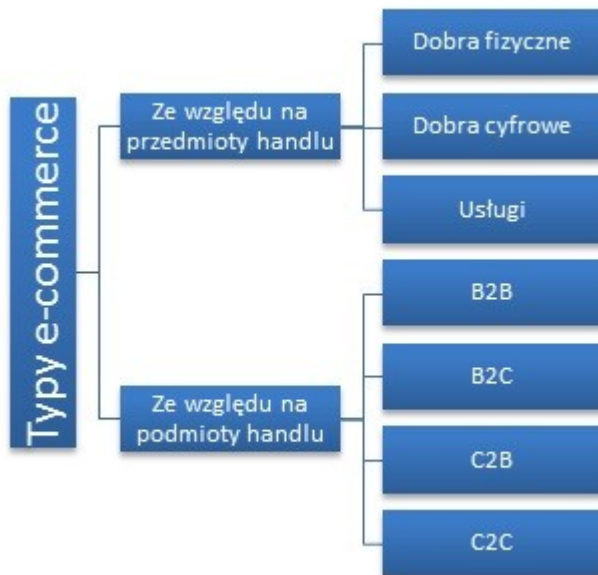 Typy e-commerce
Ze względu na
przedmioty handlu
Dobra fizyczne
Dobra cyfrowe
Usługi
Ze względu na
podmioty handlu
B2B
B2C
C2B
C2C